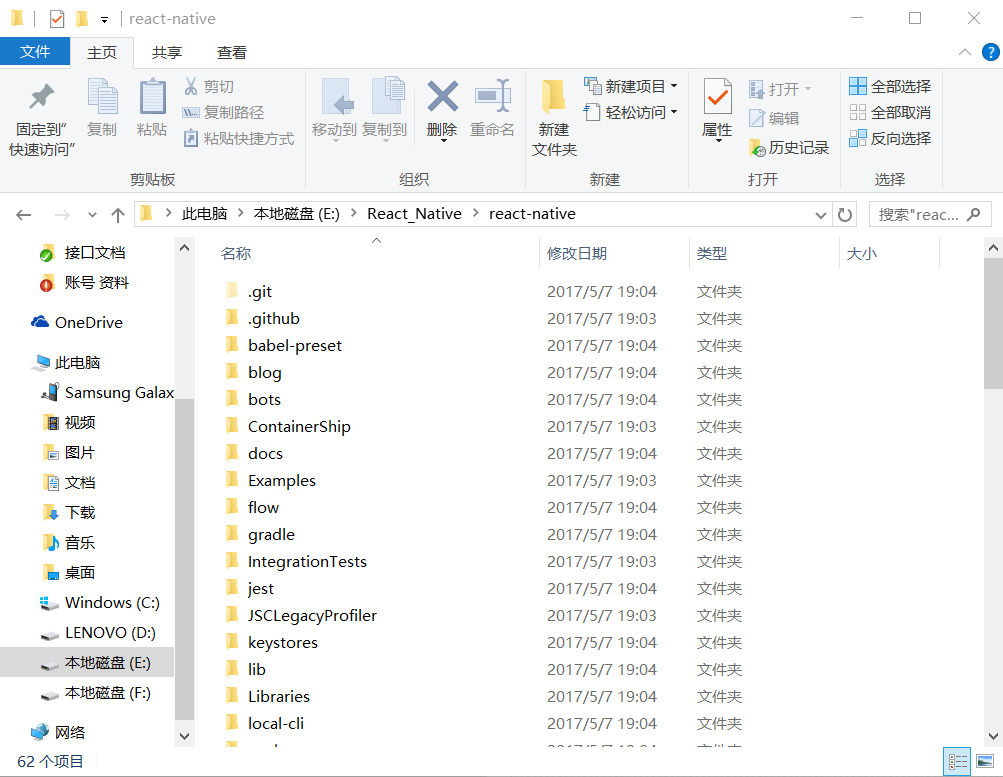 react-native
文件 主页 共享 查看
固定到"快速访问"
复制
粘贴
剪切
复制路径
粘贴快捷方式
剪贴板
移动到 复制到
删除 重命名
组织
新建文件夹
新建项目
轻松访问
新建
属性
打开
编辑
历史记录
打开
全部选择
全部取消
反向选择
选择
此电脑 本地磁盘 (E:) React_Native react-native
搜索"reac...
接口文档
账号 资料
OneDrive
此电脑
Samsung Galax
视频
图片
文档
下载
音乐
桌面
Windows (C:)
LENOVO (D:)
本地磁盘 (E:)
本地磁盘 (F:)
网络
名称 修改日期 类型 大小
.git 2017/5/7 19:04 文件夹
.github 2017/5/7 19:03 文件夹
babel-preset 2017/5/7 19:04 文件夹
blog 2017/5/7 19:04 文件夹
bots 2017/5/7 19:04 文件夹
ContainerShip 2017/5/7 19:03 文件夹
docs 2017/5/7 19:04 文件夹
Examples 2017/5/7 19:03 文件夹
flow 2017/5/7 19:04 文件夹
gradle 2017/5/7 19:04 文件夹
IntegrationTests 2017/5/7 19:03 文件夹
jest 2017/5/7 19:04 文件夹
JSCLegacyProfiler 2017/5/7 19:03 文件夹
keystores 2017/5/7 19:04 文件夹
lib 2017/5/7 19:04 文件夹
Libraries 2017/5/7 19:04 文件夹
local-cli 2017/5/7 19:04 文件夹
62 个项目